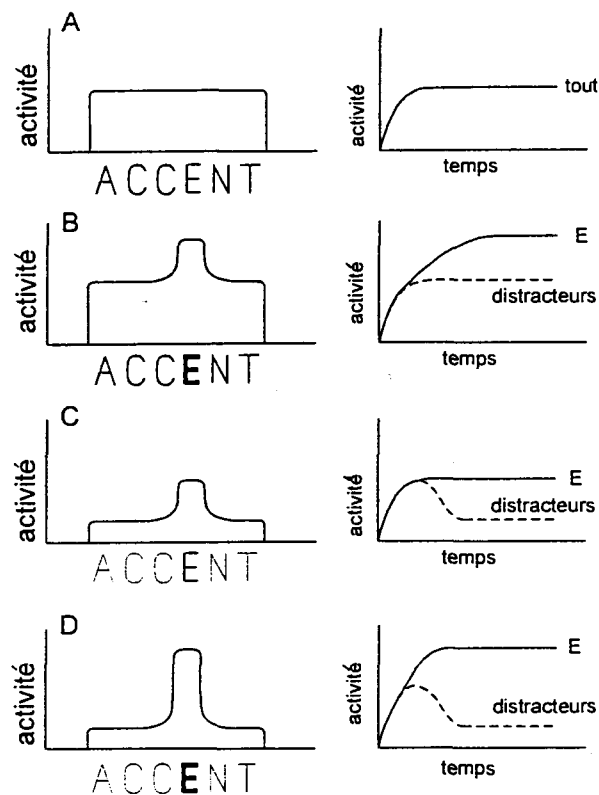 A
activité
ACCENT
activité
tout
temps
B
activité
ACCENT
activité
E
distracteurs
temps
C
activité
ACCENT
activité
E
distracteurs
temps
D
activité
ACCENT
activité
E
distracteurs
temps